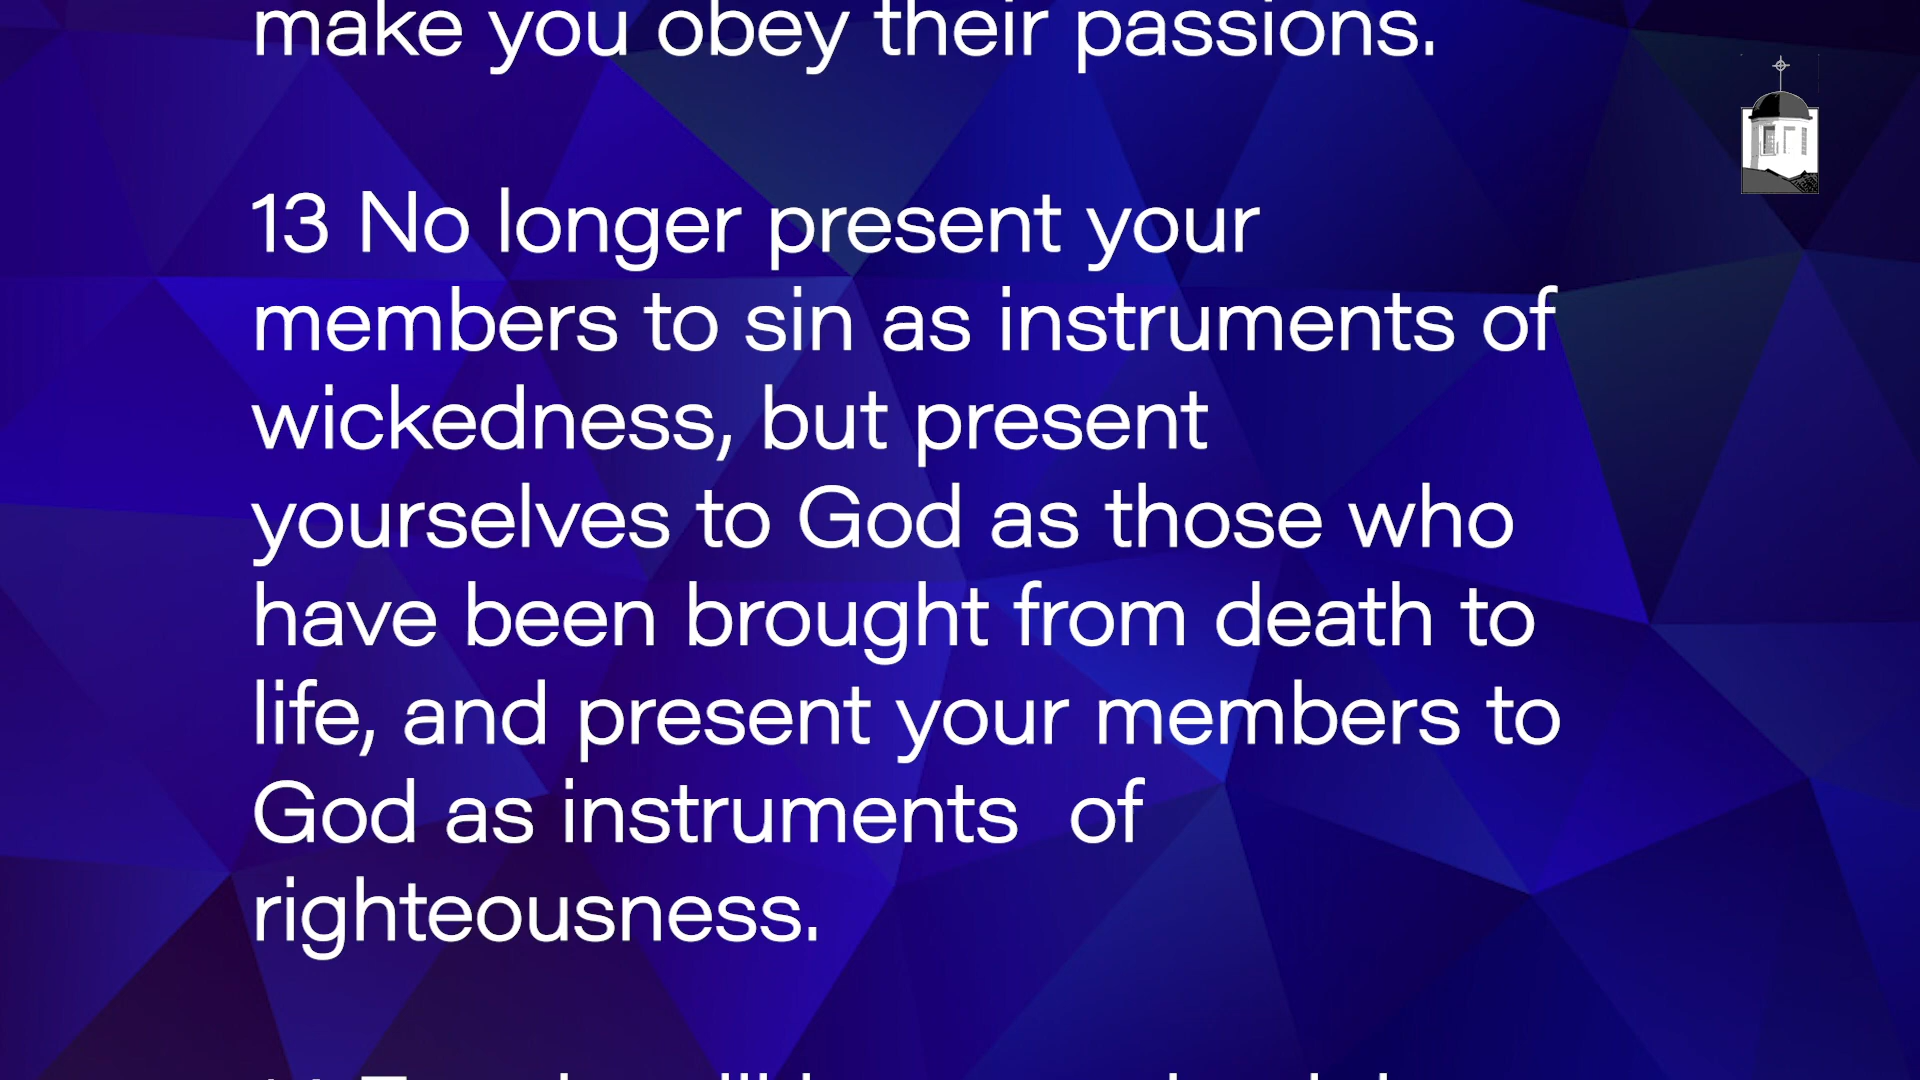 make you obey their passions.
13 No longer present your
members to sin as instruments of
wickedness, but present
yourselves to God as those who
have been brought from death to
life, and present your members to
God as instruments  of
righteousness.